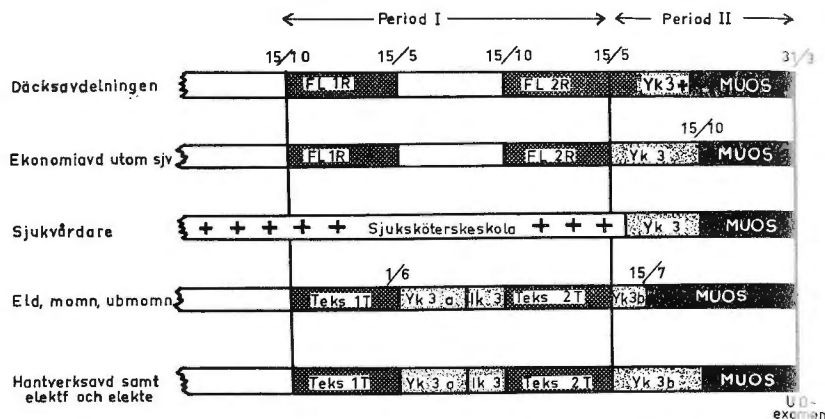 Period I Period II
15/10 15/5 15/10 15/5 31/3
Däcksavdelningen FL 1R FL 2R Yk 3 + MUOS
15/10
Ekonomiavd utom sjv FL 1R FL 2R Yk 3 MUOS
Sjukvårdare + + + + + Sjuksköterskeskola + + + Yk 3 MUOS
1/6 15/7
Eld, momn, ubmomn Teks 1T Yk 3 a Ik 3 Teks 2T Yk3b MUOS
Hantverksavd samt
elektf och elekte Teks 1T Yk 3 a Ik 3 Teks 2T Yk 3b MUOS
UO-
examen